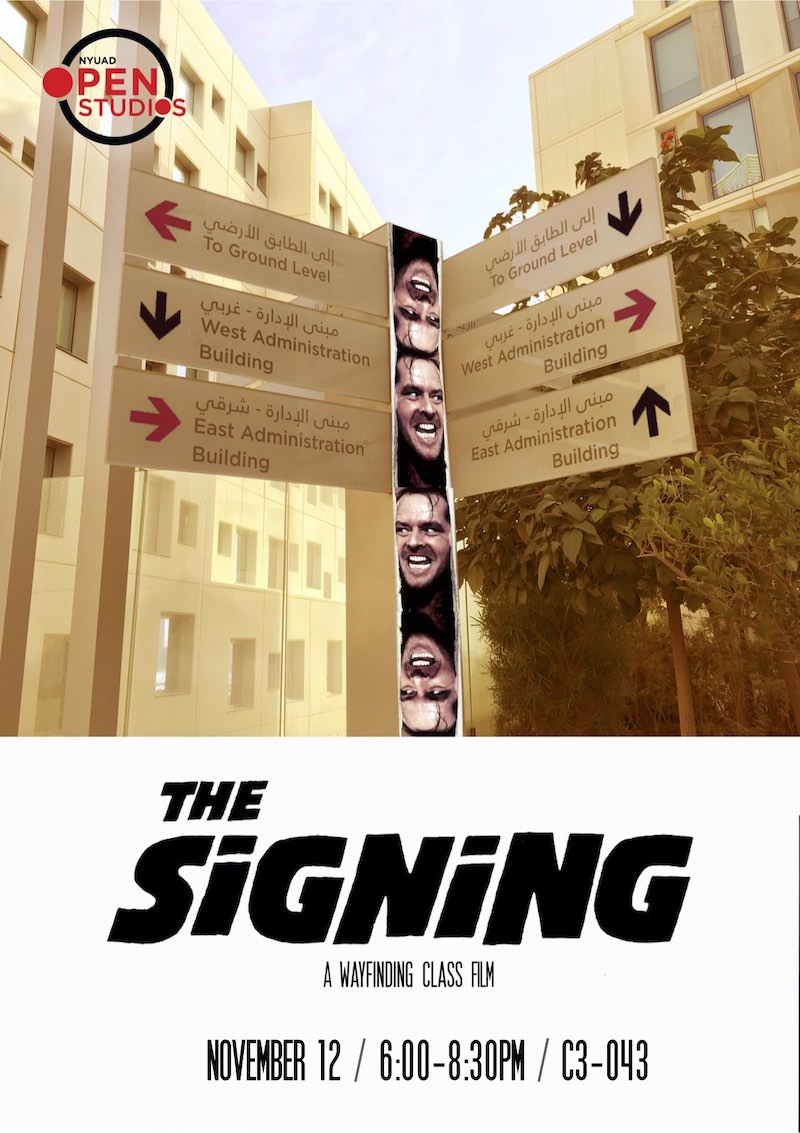 NYUAD
OPEN
STUDIOS
إلى الطابق الأرضي
To Ground Level
مبنى الإدارة - غربي
West Administration
Building
مبنى الإدارة - شرقي
East Administration
Building
إلى الطابق الأرضي
To Ground Level
مبنى الإدارة - غربي
West Administration
Building
مبنى الإدارة - شرقي
East Administration
Building
THE
SiGNiNG
A WAYFINDING CLASS FILM
NOVEMBER 12 / 6:00-8:30PM / C3-043